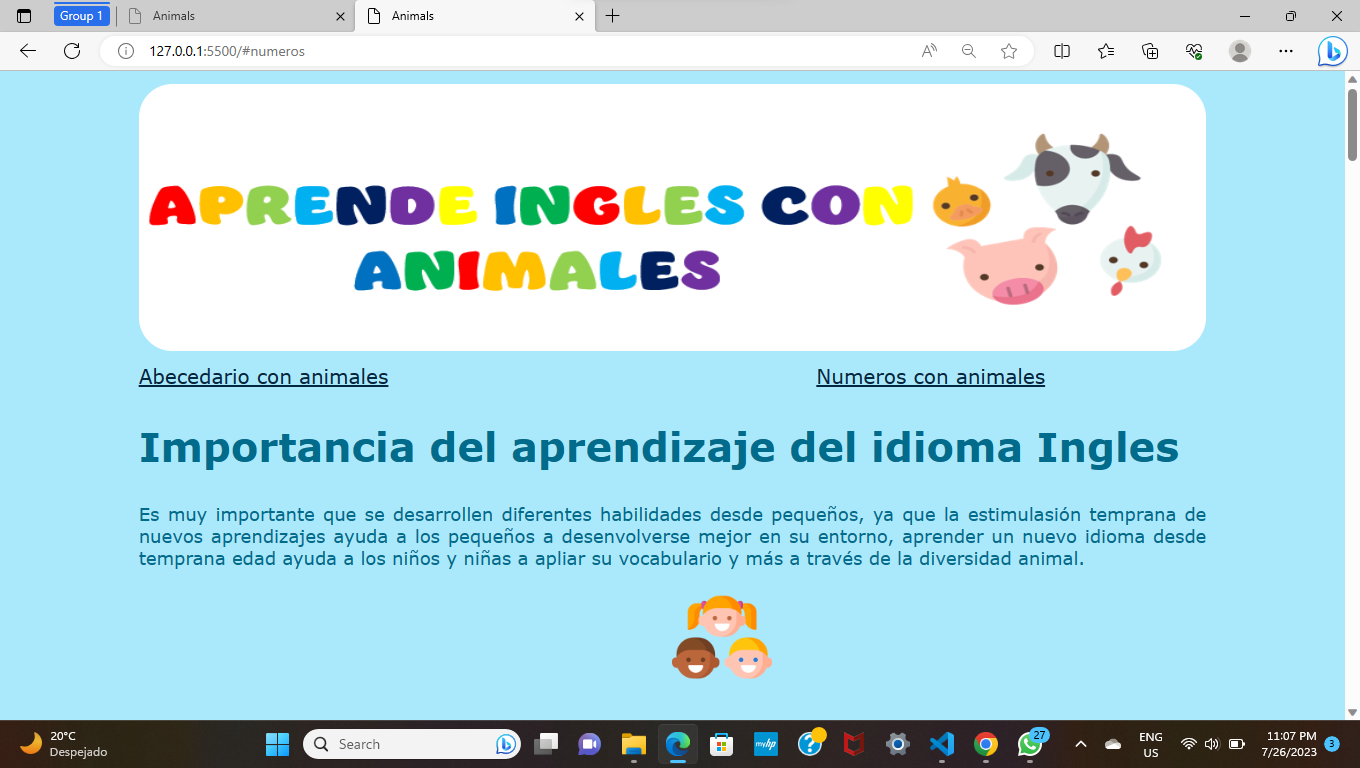 Group 1
Animals
Animals
127.0.0.1:5500/#numeros
APRENDE INGLES CON
ANIMALES
Abecedario con animales
Numeros con animales
Importancia del aprendizaje del idioma Ingles
Es muy importante que se desarrollen diferentes habilidades desde pequeños, ya que la estimulasión temprana de
nuevos aprendizajes ayuda a los pequeños a desenvolverse mejor en su entorno, aprender un nuevo idioma desde
temprana edad ayuda a los niños y niñas a apliar su vocabulario y más a través de la diversidad animal.
20°C
Despejado
Search
myhp
27
ENG
US
11:07 PM
7/26/2023
3